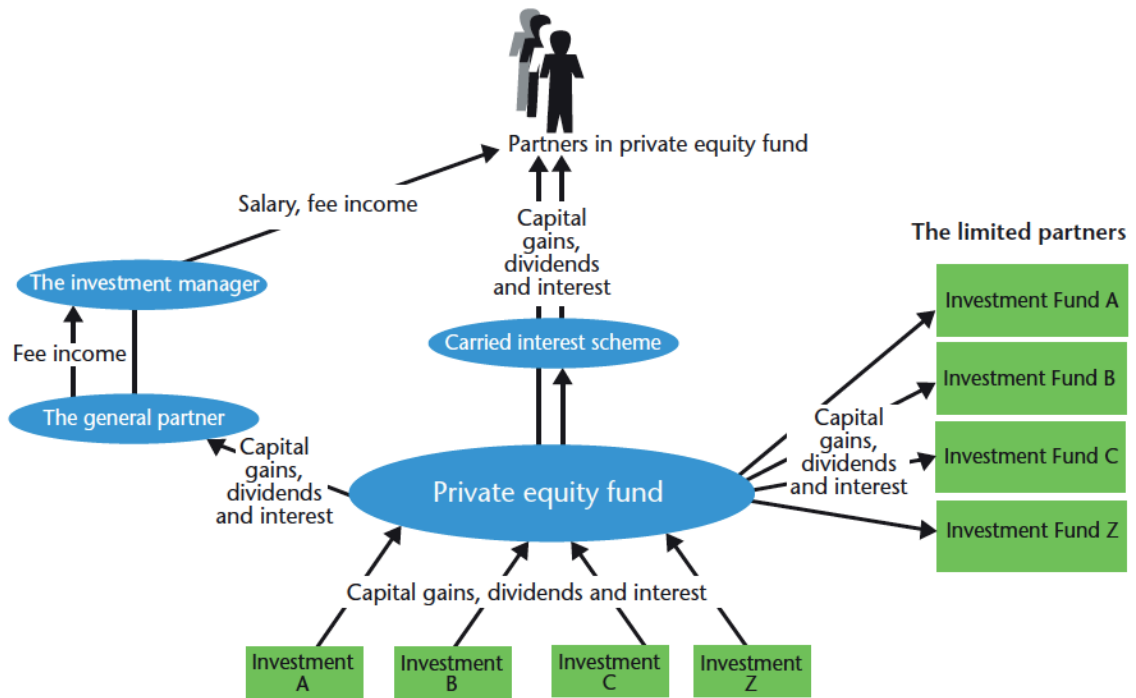 Partners in private equity fund
Salary, fee income
Capital
gains,
dividends
and interest
The limited partners
The investment manager
Investment Fund A
Fee income
Carried interest scheme
Investment Fund B
The general partner
Capital
gains,
dividends
and interest
Capital
gains,
dividends
and interest
Investment Fund C
Private equity fund
Investment Fund Z
Capital gains, dividends and interest
Investment
A
Investment
B
Investment
C
Investment
Z